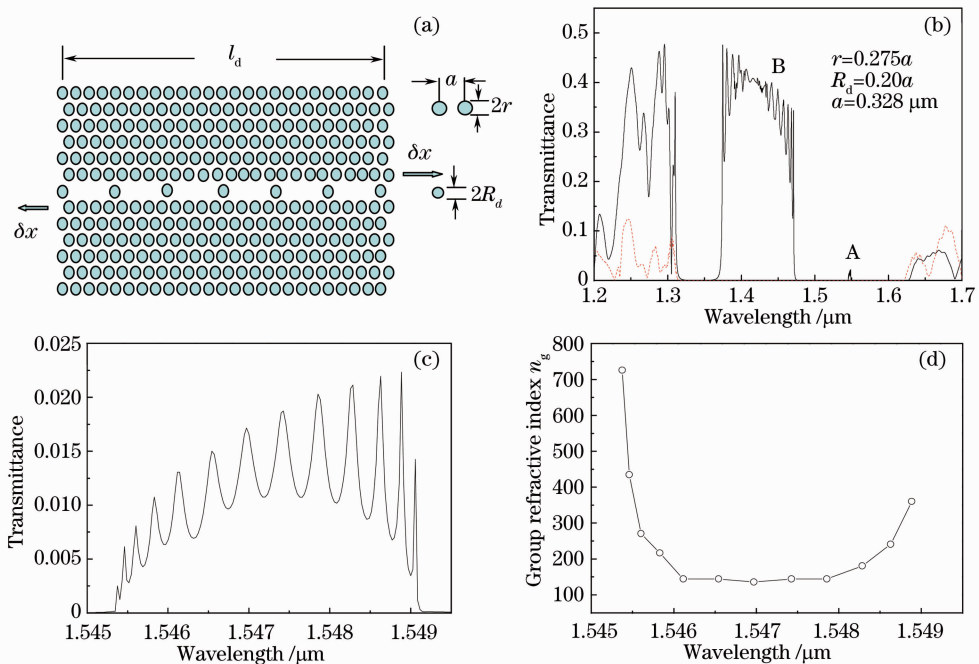 (a)
l_d
a
2r
δx
2R_d
δx
(b)
r=0.275a
R_d=0.20a
a=0.328 μm
B
A
Transmittance
0.5
0.4
0.3
0.2
0.1
0
1.2 1.3 1.4 1.5 1.6 1.7
Wavelength /μm
(c)
Transmittance
0.025
0.020
0.015
0.010
0.005
0
1.545 1.546 1.547 1.548 1.549
Wavelength /μm
(d)
Group refractive index n_g
800
700
600
500
400
300
200
100
1.545 1.546 1.547 1.548 1.549
Wavelength /μm